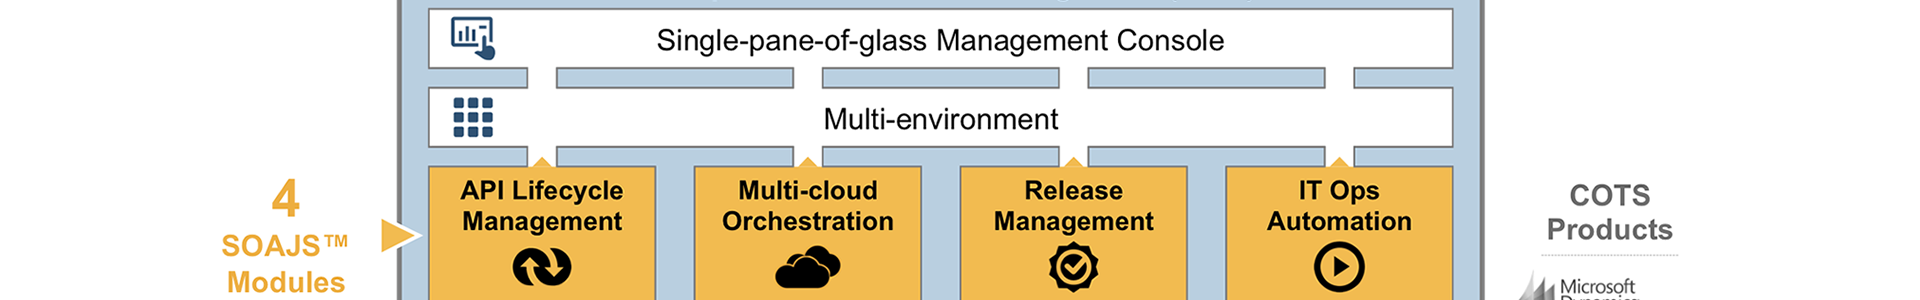 Single-pane-of-glass Management Console
Multi-environment
4
SOAJS™
Modules
API Lifecycle
Management
Multi-cloud
Orchestration
Release
Management
IT Ops
Automation
COTS
Products
Microsoft
Dynamics